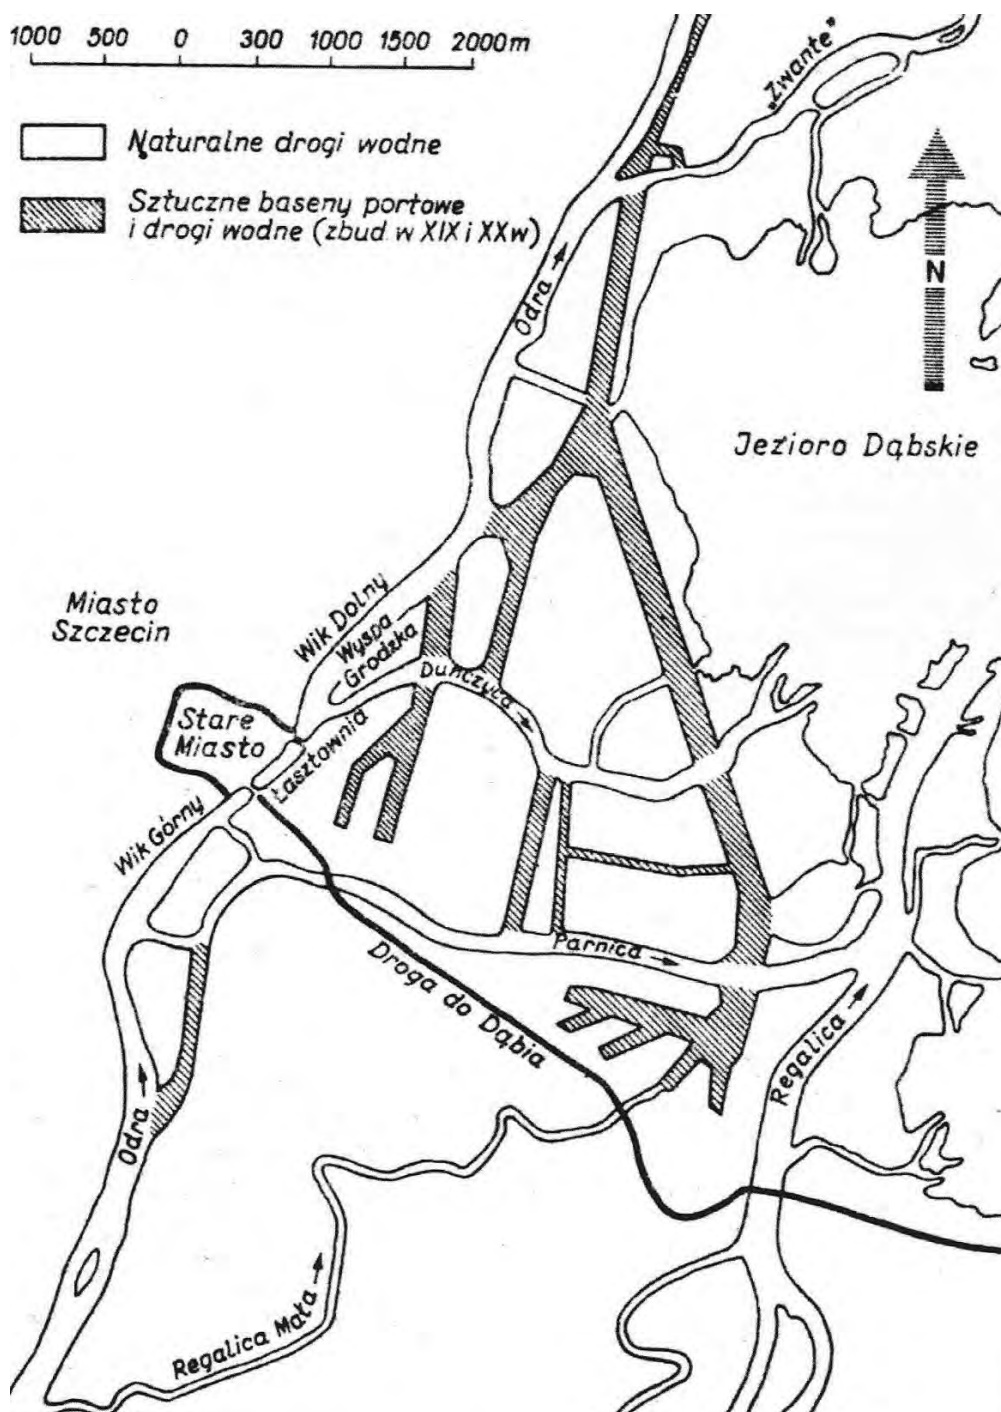 1000 500 0 300 1000 1500 2000m
Naturalne drogi wodne
Sztuczne baseny portowe
i drogi wodne (zbud. w XIX i XX w)
„Zwante”
N
Odra
Jezioro Dąbskie
Miasto
Szczecin
Wik Dolny
Wyspa
Grodzka
Duńczyca
Stare
Miasto
Łasztownia
Wik Górny
Parnica
Droga do Dąbia
Regalica
Odra
Regalica Mała